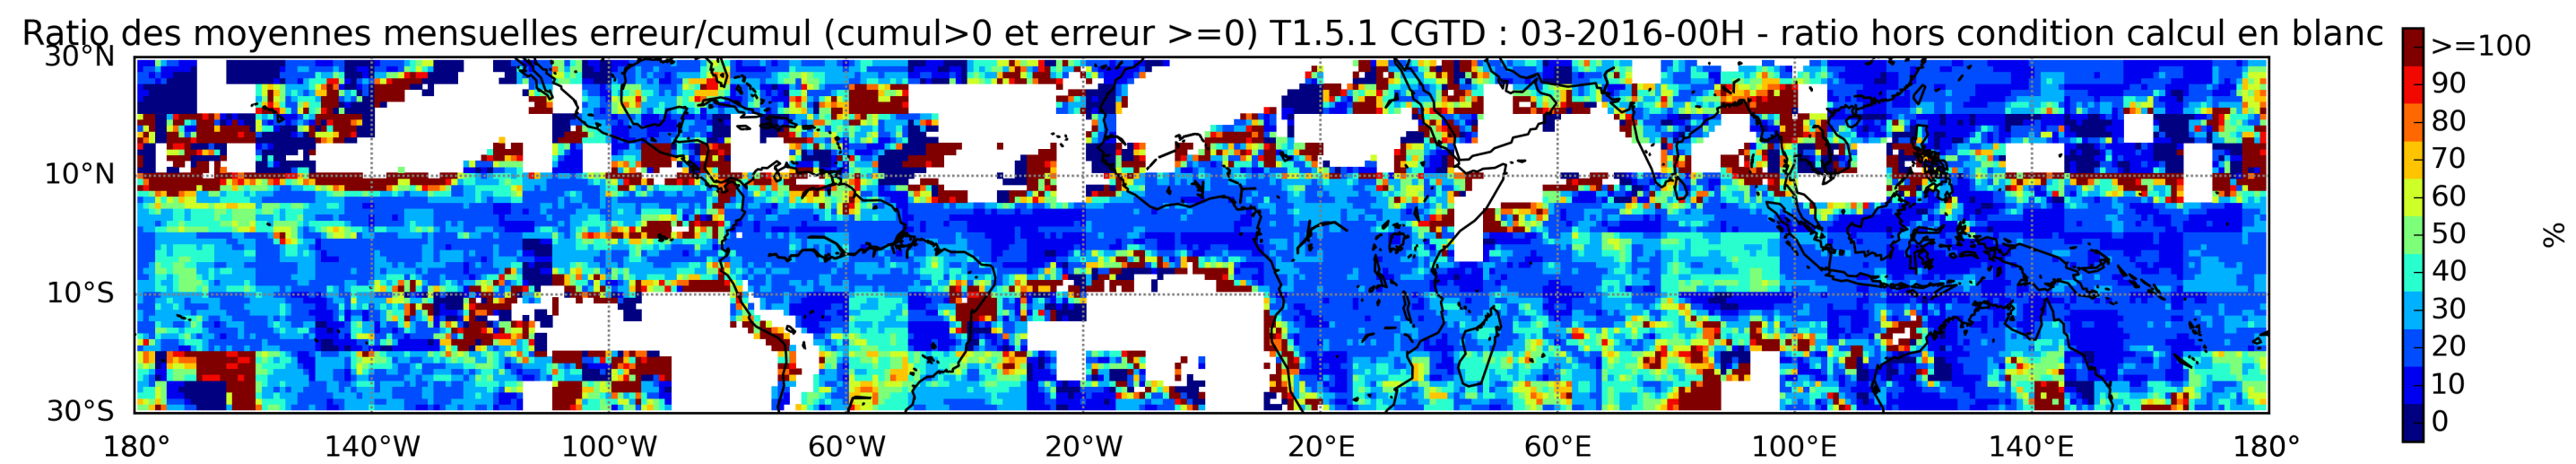 Ratio des moyennes mensuelles erreur/cumul (cumul>0 et erreur >=0) T1.5.1 CGTD : 03-2016-00H - ratio hors condition calcul en blanc
30°N
10°N
10°S
30°S
180°
140°W
100°W
60°W
20°W
20°E
60°E
100°E
140°E
180°
>=100
90
80
70
60
50
40
30
20
10
0
%